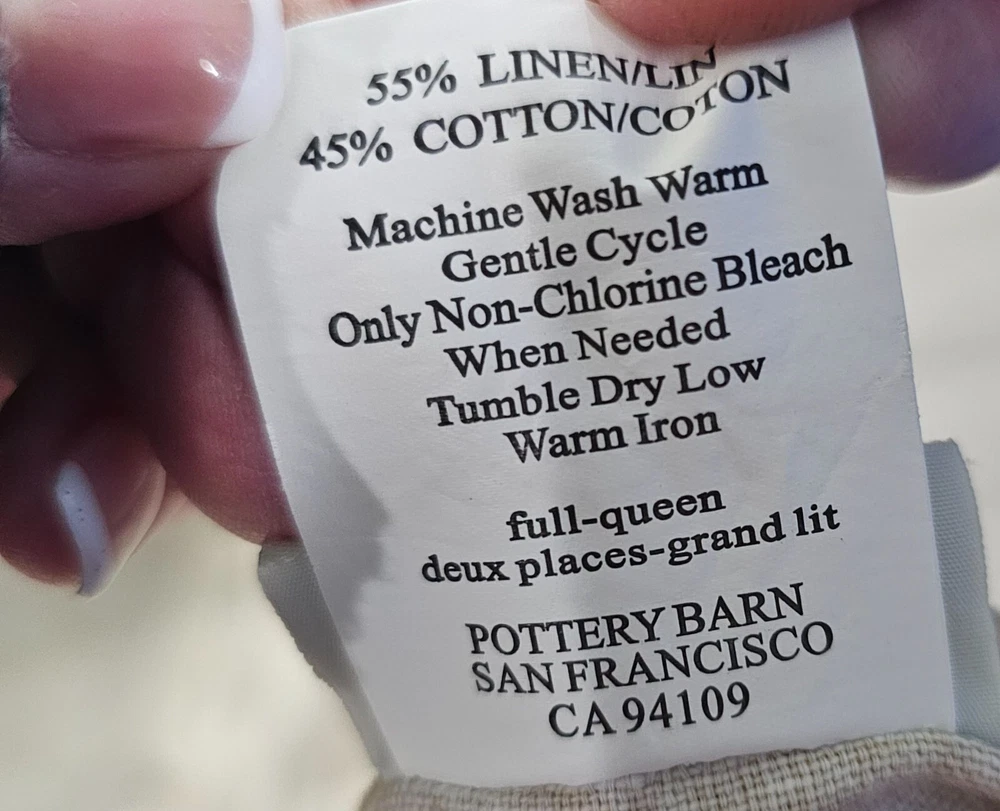 55% LINEN/LIN
45% COTTON/COTON
Machine Wash Warm
Gentle Cycle
Only Non-Chlorine Bleach
When Needed
Tumble Dry Low
Warm Iron
full-queen
deux places-grand lit
POTTERY BARN
SAN FRANCISCO
CA 94109